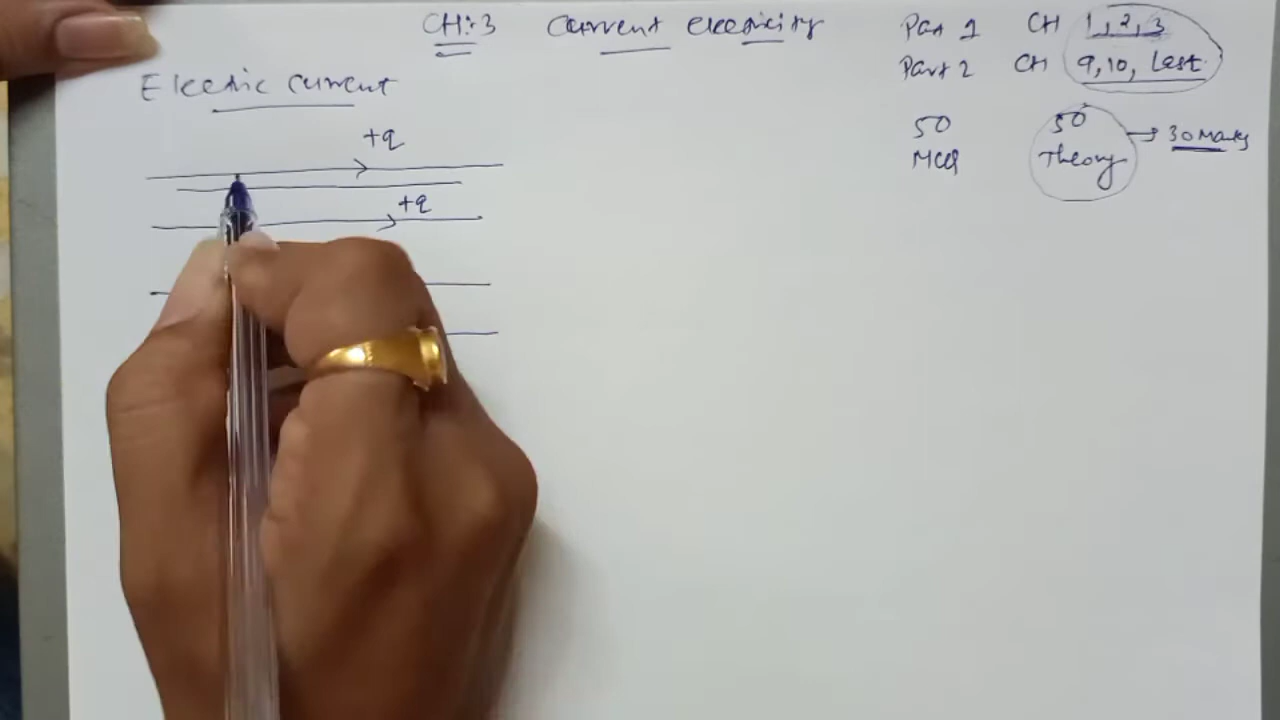 CH:-3 Current Electricity
Part 1 CH 1, 2, 3
Part 2 CH 9, 10, Last
Electric Current
50 MCQ
50 Theory → 30 Marks
+q
+q